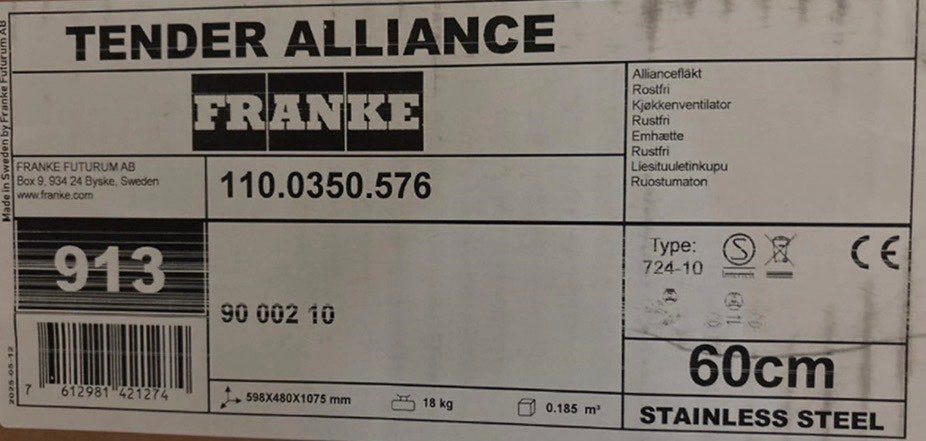 TENDER ALLIANCE
FRANKE
Alliancefläkt
Rostfri
Kjøkkenventilator
Rustfri
Emhætte
Rustfri
Liesituuletinkupu
Ruostumaton
Made in Sweden by Franke Futurum AB
FRANKE FUTURUM AB
Box 9, 934 24 Byske, Sweden
www.franke.com
110.0350.576
913
90 002 10
Type:
724-10
S
CE
2025-05-12
7 612981 421274
598X480X1075 mm
18 kg
0.185 m³
60cm
STAINLESS STEEL